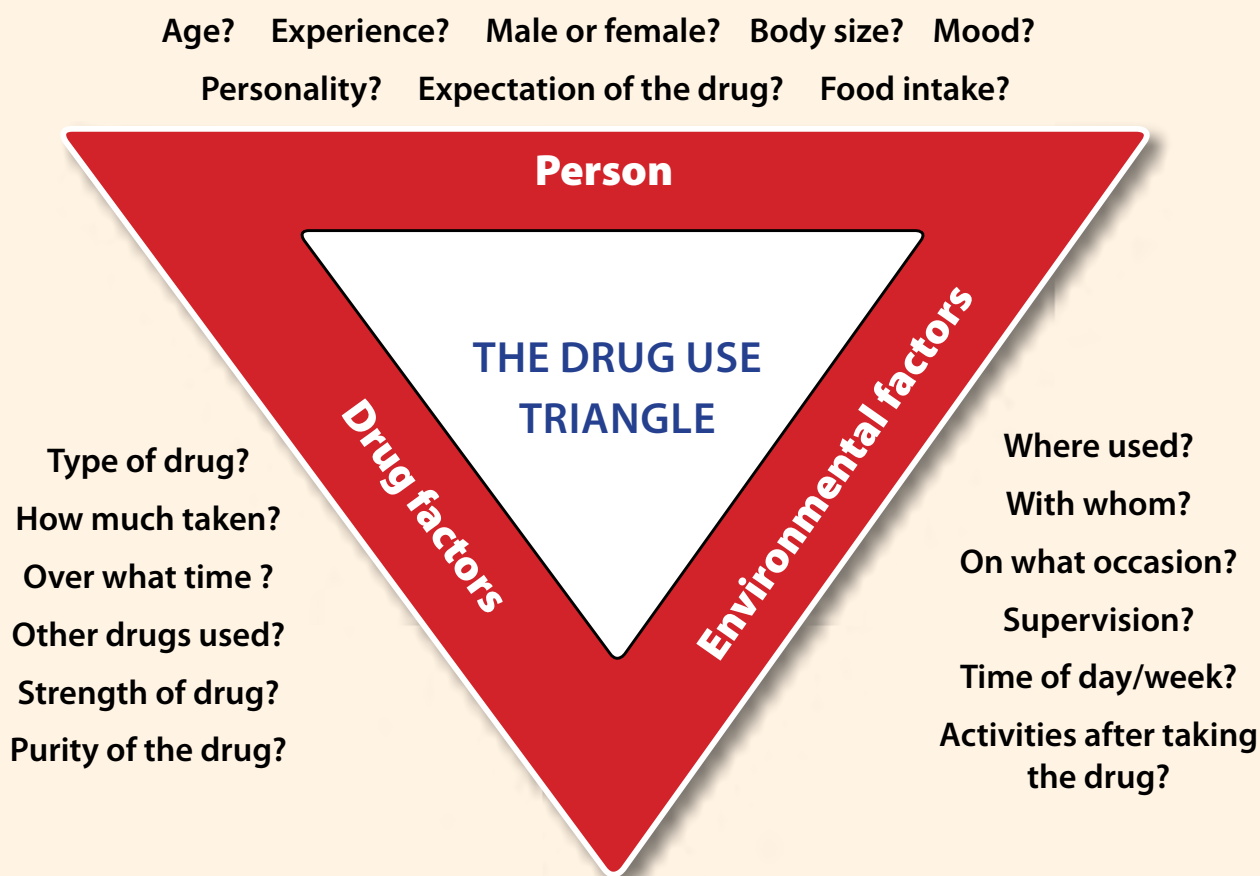 Age? Experience? Male or female? Body size? Mood?
Personality? Expectation of the drug? Food intake?
Person
THE DRUG USE
TRIANGLE
Drug factors
Environmental factors
Type of drug?
How much taken?
Over what time ?
Other drugs used?
Strength of drug?
Purity of the drug?
Where used?
With whom?
On what occasion?
Supervision?
Time of day/week?
Activities after taking
the drug?